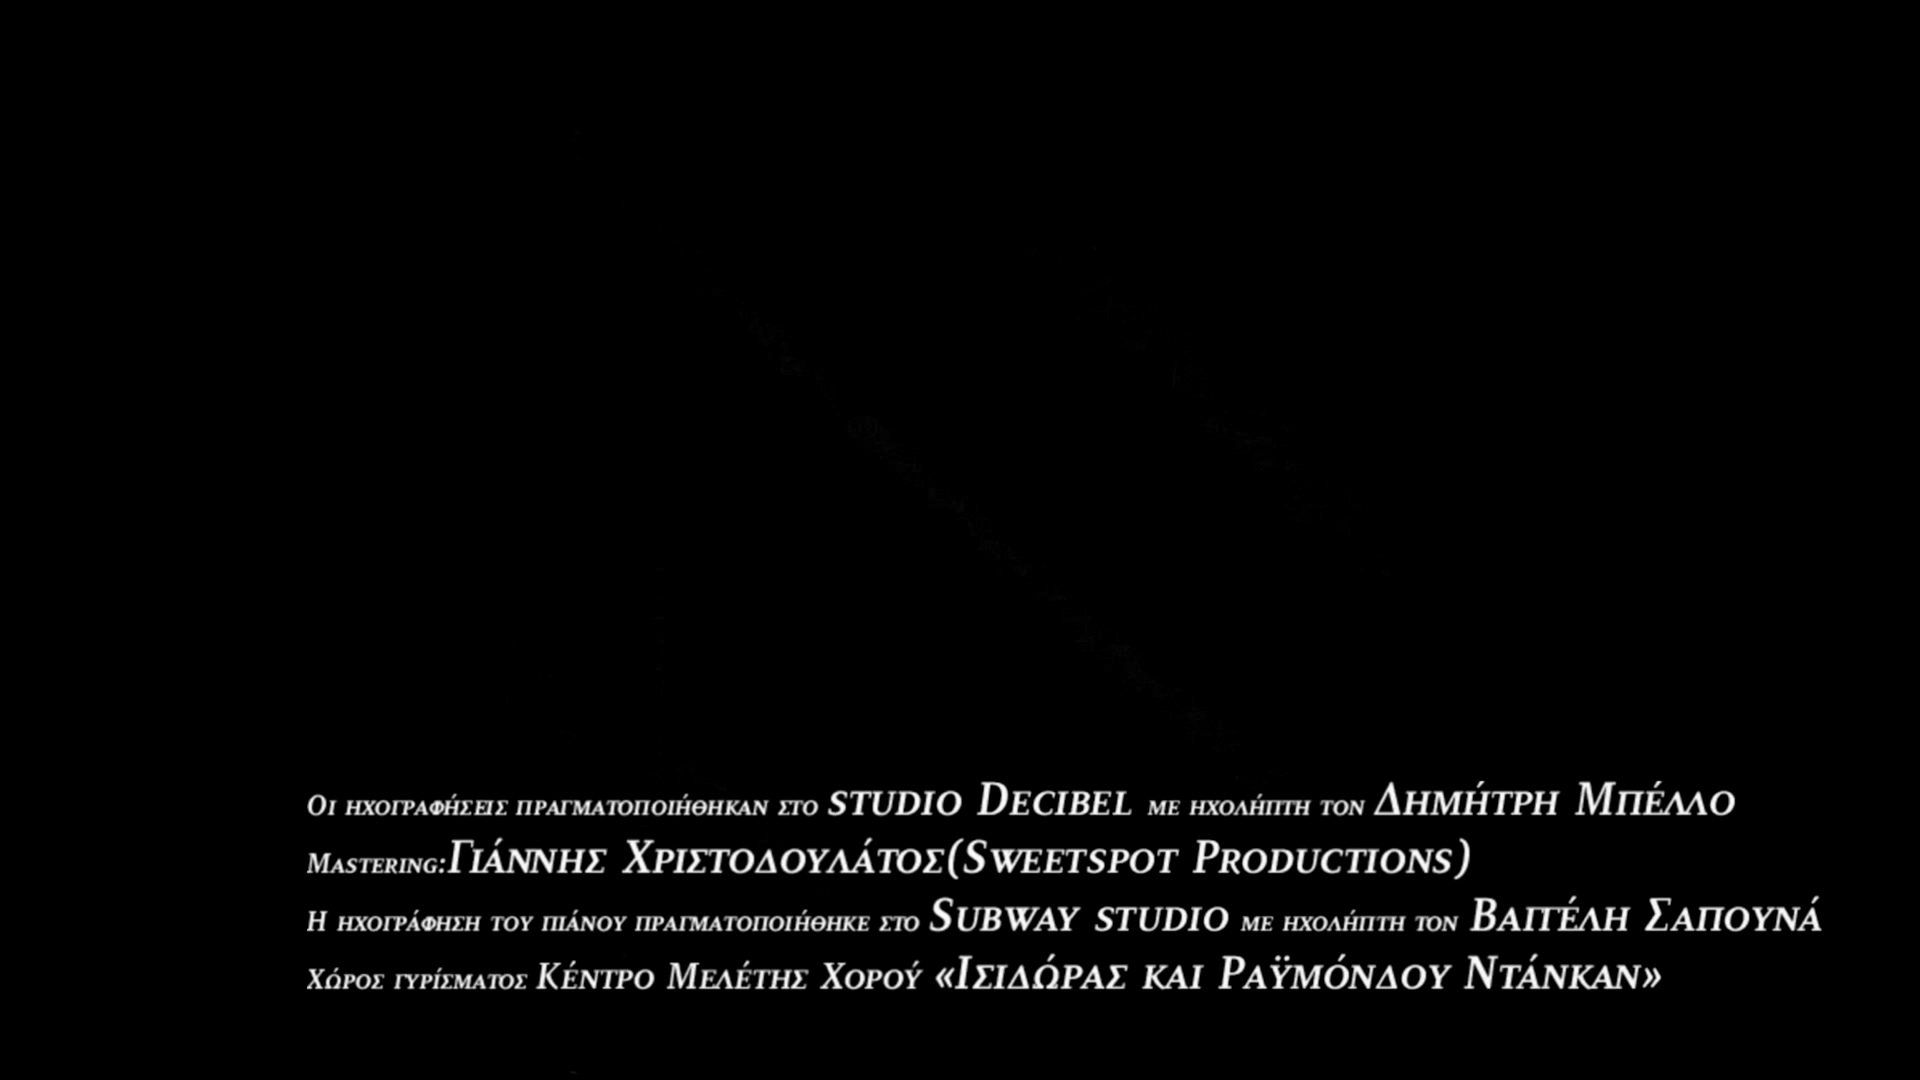 Οι ηχογραφήσεις πραγματοποιήθηκαν στο studio Decibel με ηχολήπτη τον Δημήτρη Μπέλλο
Mastering:Γιάννης Χριστοδουλάτος(Sweetspot Productions)
Η ηχογράφηση του πιάνου πραγματοποιήθηκε στο Subway studio με ηχολήπτη τον Βαγγέλη Σαπουνά
Χώρος γυρίσματος Κέντρο Μελέτης Χορού «Ισιδώρας και Ραϋμόνδου Ντάνκαν»